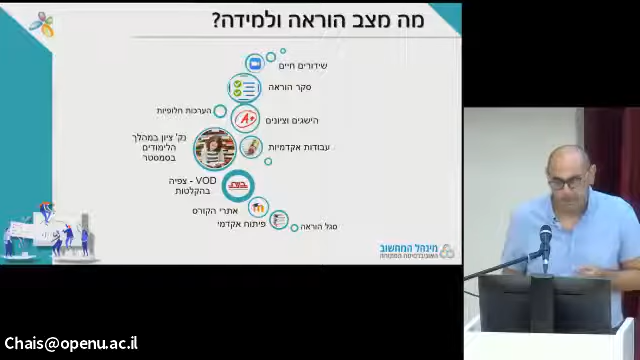 מה מצב הוראה ולמידה?
שידורים חיים
סקר הוראה
הערכות חלופיות
הישגים וציונים
נק' ציון במהלך
הלימודים
בסמסטר
עבודות אקדמיות
VOD - צפיה
בהקלטות
אתרי הקורס
פיתוח אקדמי
סגל הוראה
מינהל המחשוב
האוניברסיטה הפתוחה
Chais@openu.ac.il